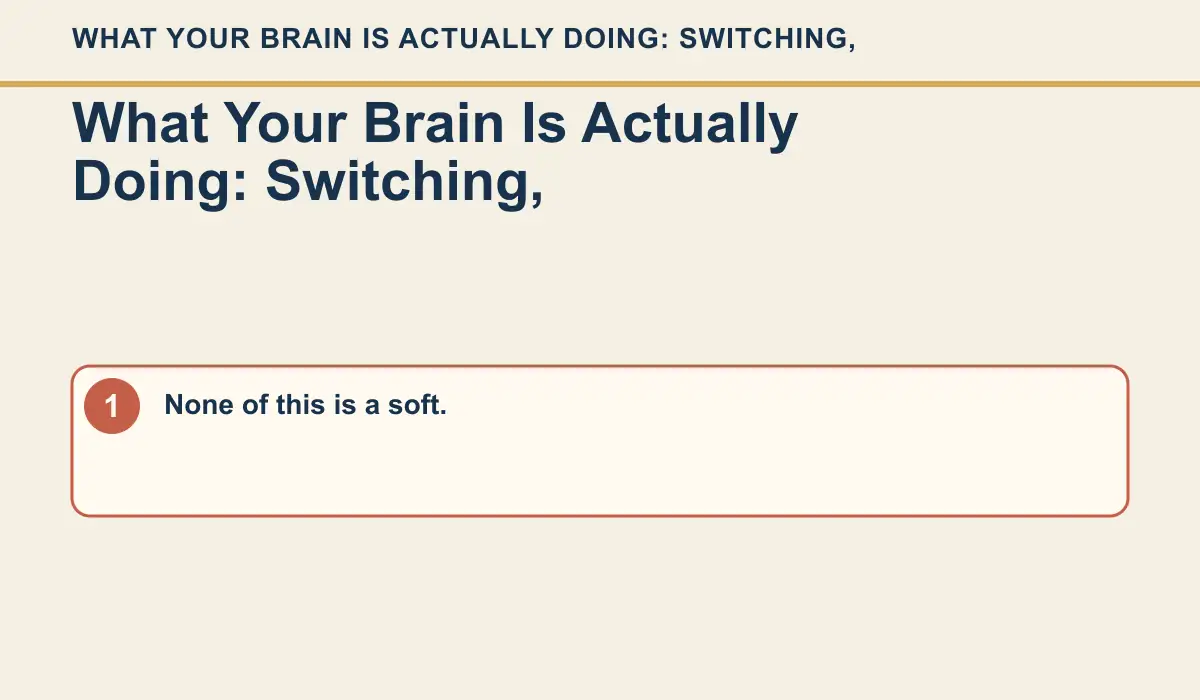 WHAT YOUR BRAIN IS ACTUALLY DOING: SWITCHING,
What Your Brain Is Actually
Doing: Switching,
1
None of this is a soft.